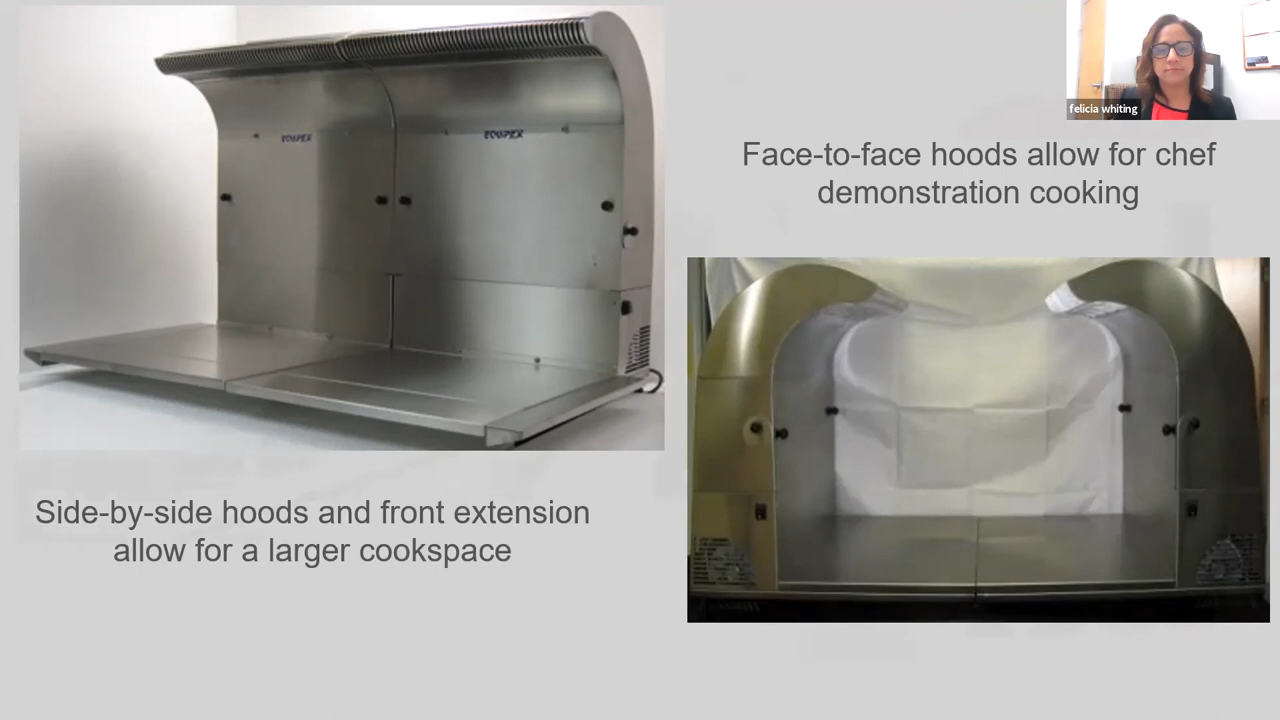 EQUIPEX
EQUIPEX
felicia whiting
Face-to-face hoods allow for chef
demonstration cooking
Side-by-side hoods and front extension
allow for a larger cookspace